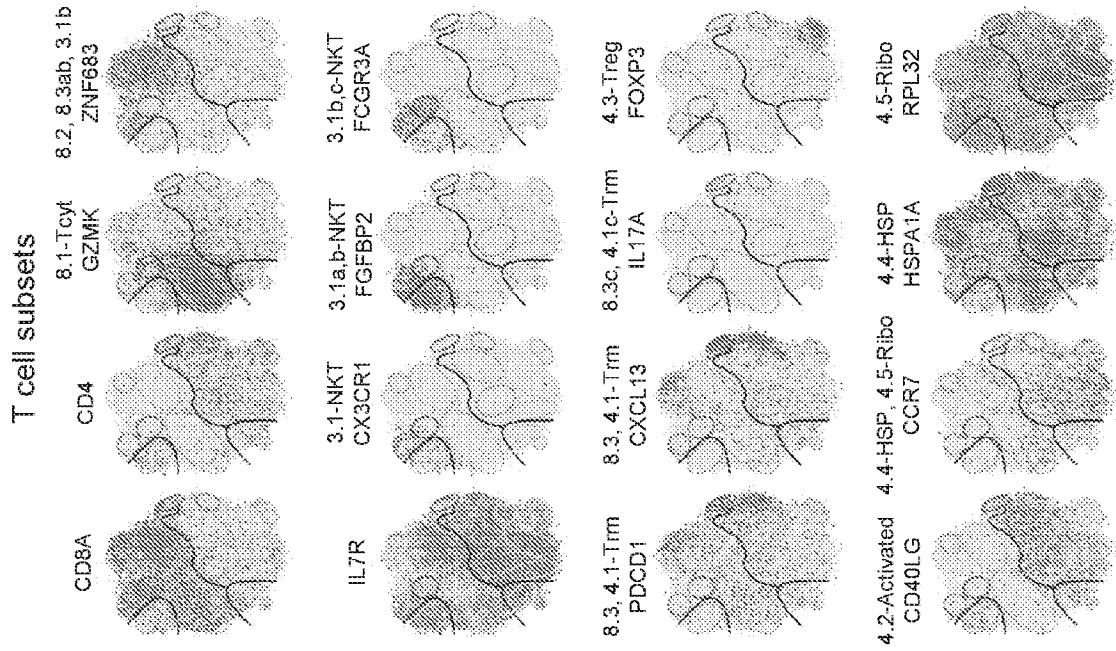 T cell subsets
CD8A
CD4
8.1-Tcyt
GZMK
8.2, 8.3ab, 3.1b
ZNF683
IL7R
3.1-NKT
CX3CR1
3.1a,b-NKT
FGFBP2
3.1b,c-NKT
FCGR3A
8.3, 4.1-Trm
PDCD1
8.3, 4.1-Trm
CXCL13
8.3c, 4.1c-Trm
IL17A
4.3-Treg
FOXP3
4.2-Activated
CD40LG
4.4-HSP, 4.5-Ribo
CCR7
4.4-HSP
HSPA1A
4.5-Ribo
RPL32